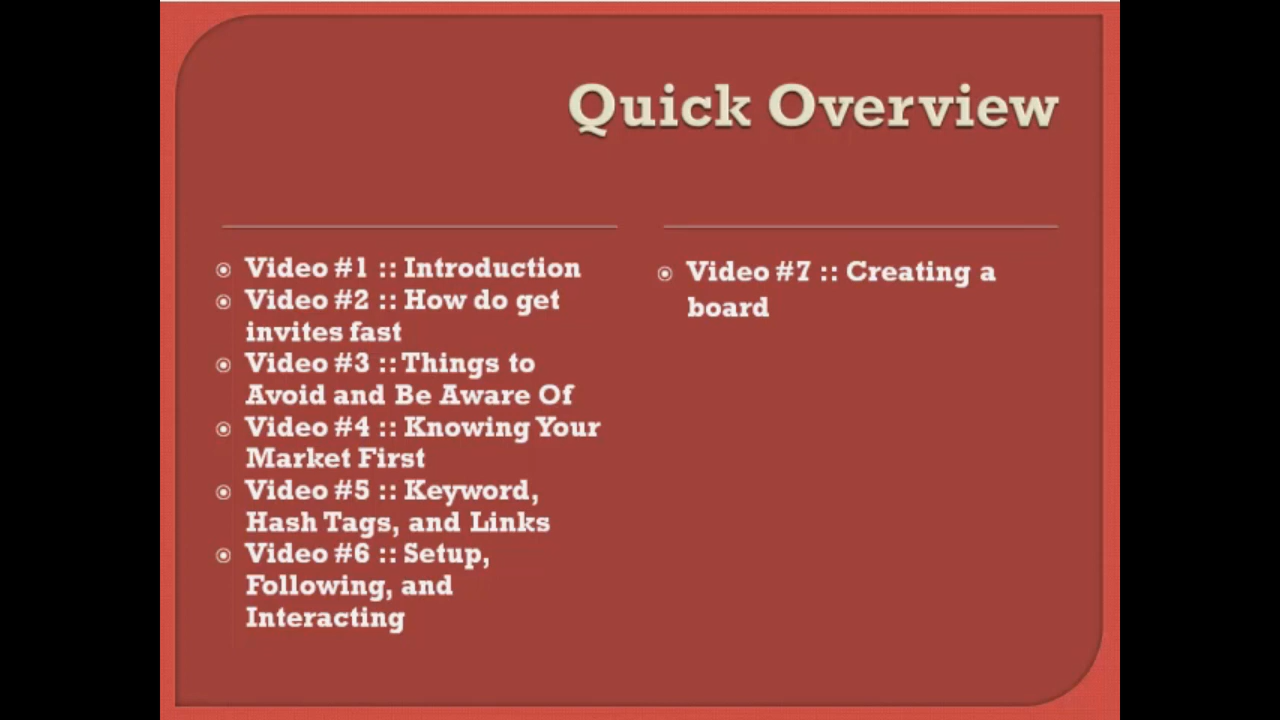 Quick Overview
Video #1 :: Introduction
Video #2 :: How do get
invites fast
Video #3 :: Things to
Avoid and Be Aware Of
Video #4 :: Knowing Your
Market First
Video #5 :: Keyword,
Hash Tags, and Links
Video #6 :: Setup,
Following, and
Interacting
Video #7 :: Creating a
board